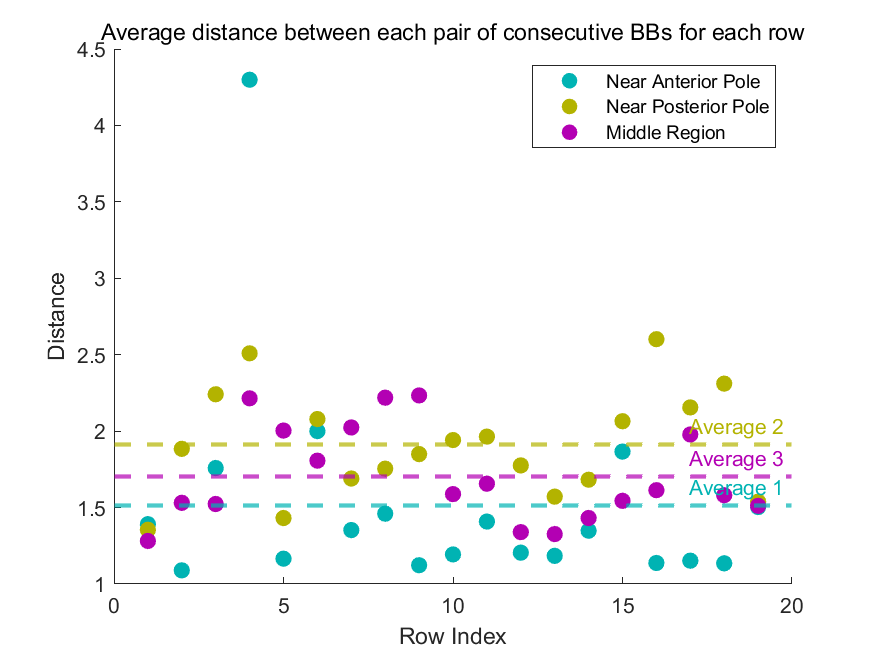 Average distance between each pair of consecutive BBs for each row
4.5
4
3.5
3
2.5
2
1.5
1
Distance
Near Anterior Pole
Near Posterior Pole
Middle Region
Average 2
Average 3
Average 1
0
5
10
15
20
Row Index